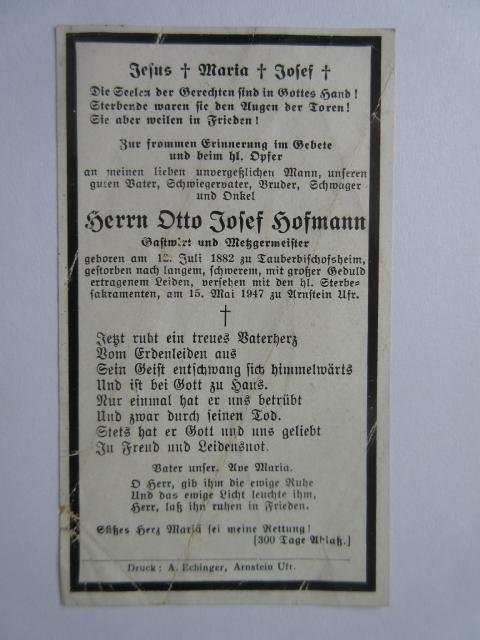 Jesus † Maria † Josef †
Die Seelen der Gerechten sind in Gottes Hand!
Sterbende waren sie den Augen der Toren!
Sie aber weilen in Frieden!
Zur frommen Erinnerung im Gebete
und beim hl. Opfer
an meinen lieben unvergeßlichen Mann, unseren
guten Vater, Schwiegervater, Bruder, Schwager
und Onkel
Herrn Otto Josef Hofmann
Gastwirt und Metzgermeister
geboren am 12. Juli 1882 zu Tauberbischofsheim,
gestorben nach langem, schwerem, mit großer Geduld
ertragenem Leiden, versehen mit den hl. Sterbe-
sakramenten, am 15. Mai 1947 zu Arnstein Ufr.
†
Jetzt ruht ein treues Vaterherz
Vom Erdenleiden aus
Sein Geist entschwang sich himmelwärts
Und ist bei Gott zu Haus.
Nur einmal hat er uns betrübt
Und zwar durch seinen Tod.
Stets hat er Gott und uns geliebt
In Freud und Leidensnot.
Vater unser. Ave Maria.
O Herr, gib ihm die ewige Ruhe
Und das ewige Licht leuchte ihm,
Herr, laß ihn ruhen in Frieden.
Süßes Herz Mariä sei meine Rettung!
[300 Tage Ablaß.]
Druck: A. Echinger, Arnstein Ufr.